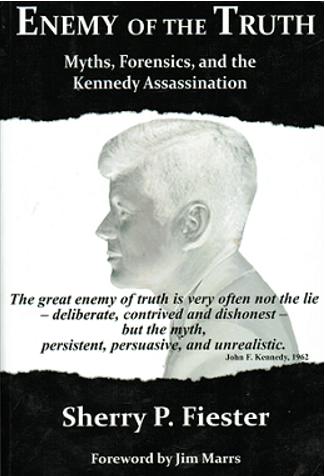 ENEMY OF THE TRUTH
Myths, Forensics, and the
Kennedy Assassination
The great enemy of truth is very often not the lie
– deliberate, contrived and dishonest –
but the myth,
persistent, persuasive, and unrealistic.
John F. Kennedy, 1962
Sherry P. Fiester
Foreword by Jim Marrs